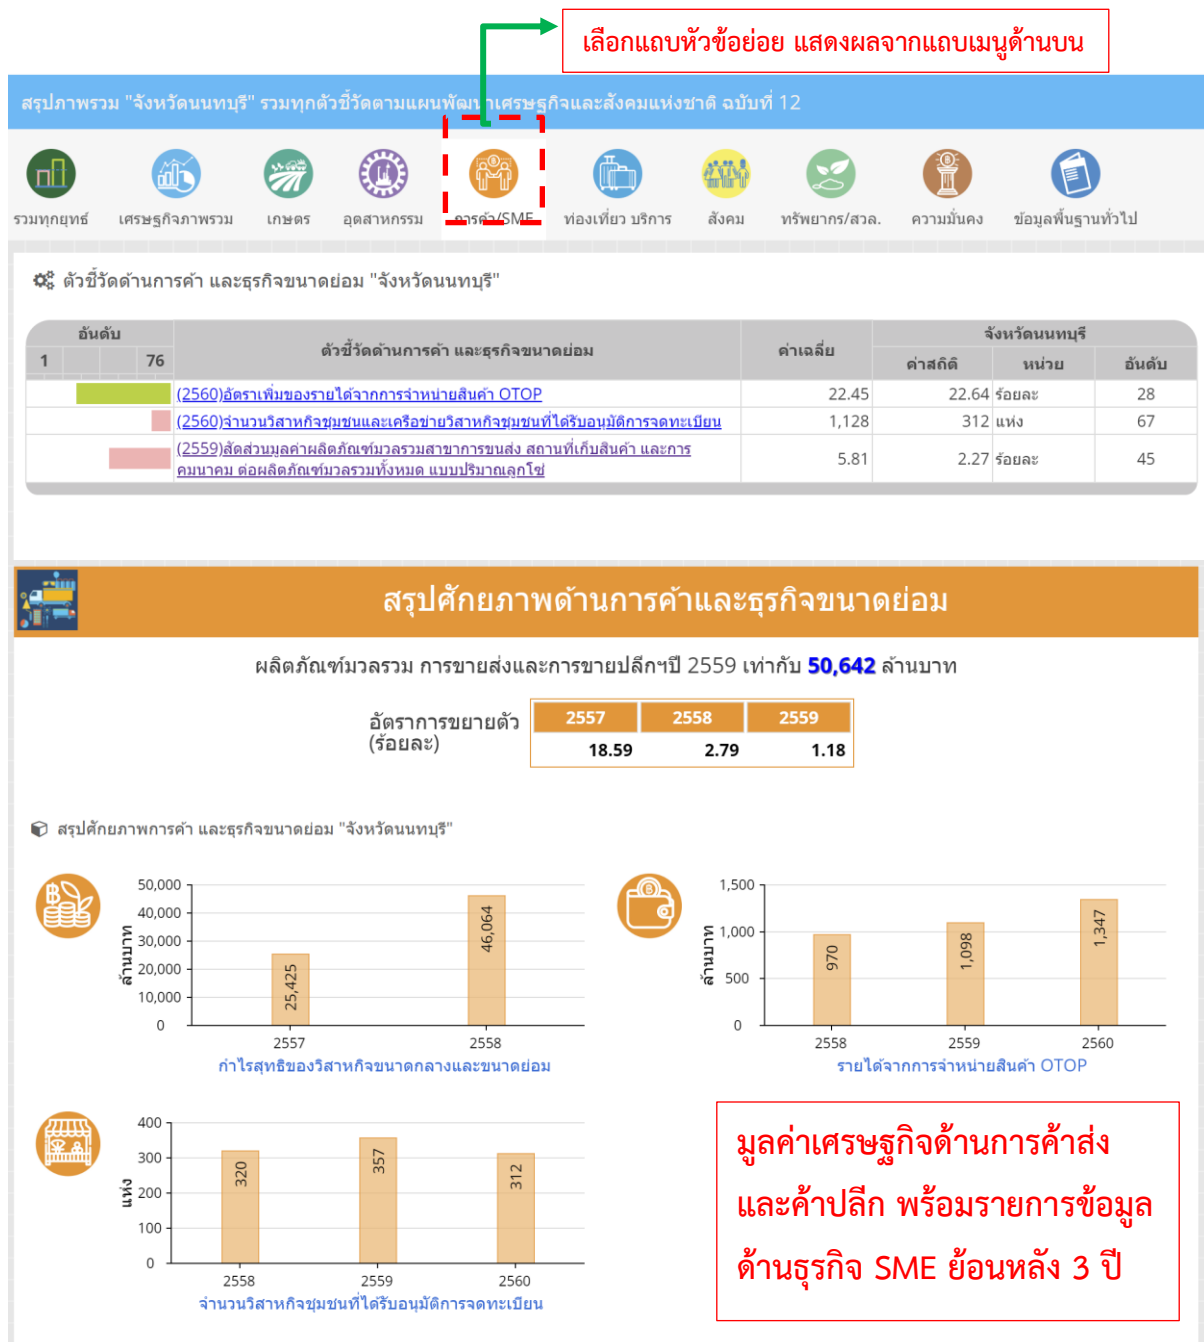 เลือกแถบหัวข้อย่อย แสดงผลจากแถบเมนูด้านบน
สรุปภาพรวม "จังหวัดนนทบุรี" รวมทุกตัวชี้วัดตามแผนพัฒนาเศรษฐกิจและสังคมแห่งชาติ ฉบับที่ 12
รวมทุกยุทธ์ เศรษฐกิจภาพรวม เกษตร อุตสาหกรรม การค้า/SME ท่องเที่ยว บริการ สังคม ทรัพยากร/สวล. ความมั่นคง ข้อมูลพื้นฐานทั่วไป
ตัวชี้วัดด้านการค้า และธุรกิจขนาดย่อม "จังหวัดนนทบุรี"
อันดับ ตัวชี้วัดด้านการค้า และธุรกิจขนาดย่อม ค่าเฉลี่ย จังหวัดนนทบุรี
1 76 ค่าสถิติ หน่วย อันดับ
(2560)อัตราเพิ่มของรายได้จากการจำหน่ายสินค้า OTOP 22.45 22.64 ร้อยละ 28
(2560)จำนวนวิสาหกิจชุมชนและเครือข่ายวิสาหกิจชุมชนที่ได้รับอนุมัติการจดทะเบียน 1,128 312 แห่ง 67
(2559)สัดส่วนมูลค่าผลิตภัณฑ์มวลรวมสาขาการขนส่ง สถานที่เก็บสินค้า และการ
คมนาคม ต่อผลิตภัณฑ์มวลรวมทั้งหมด แบบปริมาณลูกโซ่ 5.81 2.27 ร้อยละ 45
สรุปศักยภาพด้านการค้าและธุรกิจขนาดย่อม
ผลิตภัณฑ์มวลรวม การขายส่งและการขายปลีกฯปี 2559 เท่ากับ 50,642 ล้านบาท
อัตราการขยายตัว 2557 2558 2559
(ร้อยละ) 18.59 2.79 1.18
สรุปศักยภาพการค้า และธุรกิจขนาดย่อม "จังหวัดนนทบุรี"
ล้านบาท
50,000
40,000
30,000
20,000
10,000
0
25,425
46,064
2557 2558
กำไรสุทธิของวิสาหกิจขนาดกลางและขนาดย่อม
ล้านบาท
1,500
1,000
500
0
970
1,098
1,347
2558 2559 2560
รายได้จากการจำหน่ายสินค้า OTOP
แห่ง
400
300
200
100
0
320
357
312
2558 2559 2560
จำนวนวิสาหกิจชุมชนที่ได้รับอนุมัติการจดทะเบียน
มูลค่าเศรษฐกิจด้านการค้าส่ง
และค้าปลีก พร้อมรายการข้อมูล
ด้านธุรกิจ SME ย้อนหลัง 3 ปี